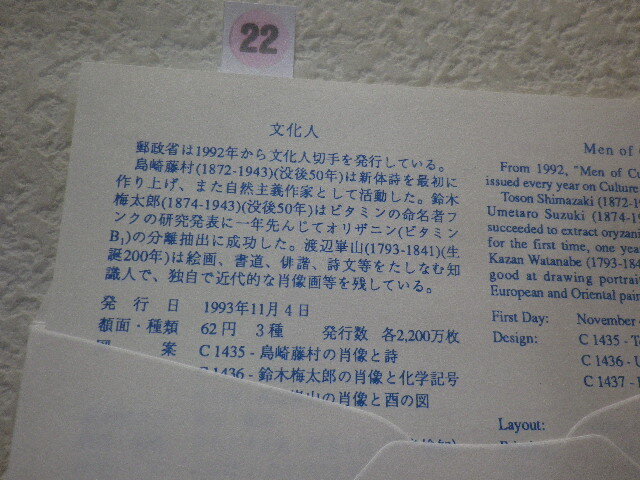 22
文化人
郵政省は1992年から文化人切手を発行している。
島崎藤村(1872-1943)(没後50年)は新体詩を最初に
作り上げ、また自然主義作家として活動した。鈴木
梅太郎(1874-1943)(没後50年)はビタミンの命名者フ
ンクの研究発表に一年先んじてオリザニン(ビタミン
B₁)の分離抽出に成功した。渡辺崋山(1793-1841)(生
誕200年)は絵画、書道、俳諧、詩文等をたしなむ知
識人で、独自で近代的な肖像画等を残している。
発行日 1993年11月4日
額面・種類 62円 3種 発行数 各2,200万枚
案 C1435-島崎藤村の肖像と詩
C1436-鈴木梅太郎の肖像と化学記号
山の肖像と酉の図
Men of
From 1992, "Men of Cu
issued every year on Culture
Toson Shimazaki (1872-1
Umetaro Suzuki (1874-1
succeeded to extract oryzani
for the first time, one yea
Kazan Watanabe (1793-184
good at drawing portrait
European and Oriental pain
First Day: November
Design: C 1435 - To
C 1436 - U
C 1437 -
Layout: